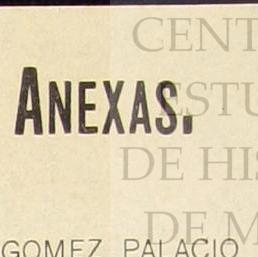 CENT
ANEXAS.
ESTU
DE HIS
DE M
GOMEZ PALACIO